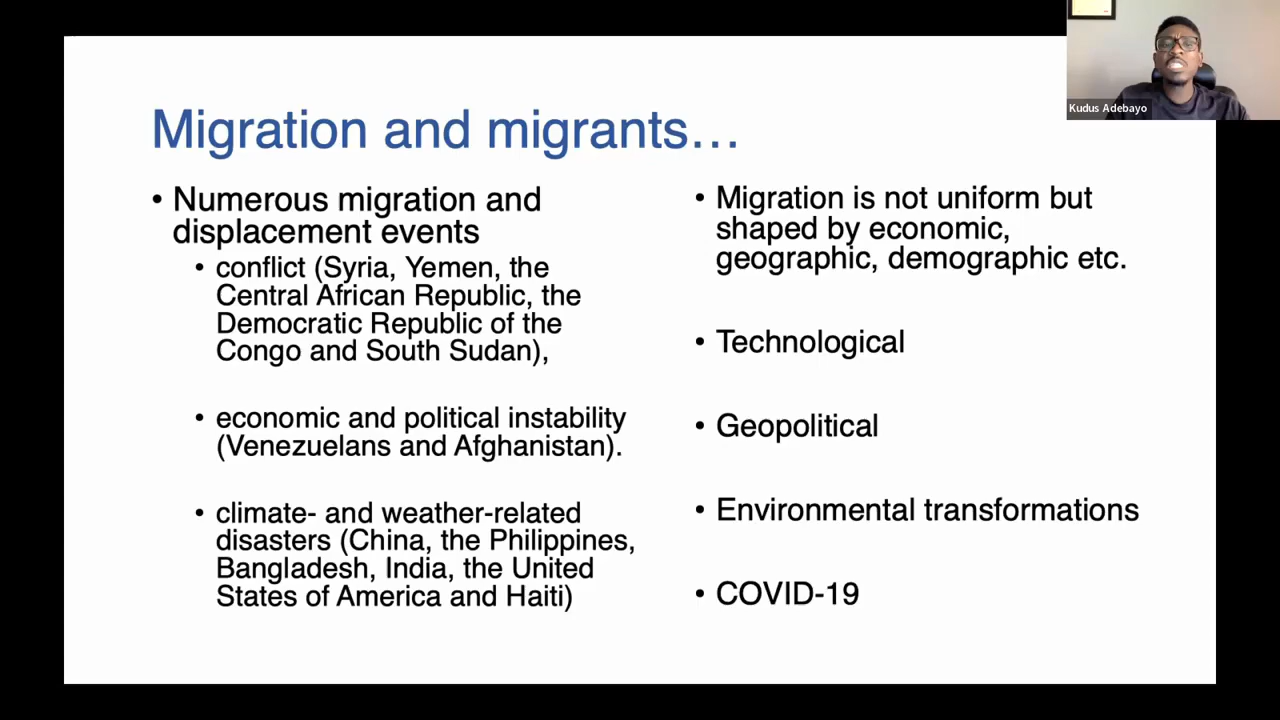 Migration and migrants…
• Numerous migration and
displacement events
• conflict (Syria, Yemen, the
Central African Republic, the
Democratic Republic of the
Congo and South Sudan),
• economic and political instability
(Venezuelans and Afghanistan).
• climate- and weather-related
disasters (China, the Philippines,
Bangladesh, India, the United
States of America and Haiti)
• Migration is not uniform but
shaped by economic,
geographic, demographic etc.
• Technological
• Geopolitical
• Environmental transformations
• COVID-19
Kudus Adebayo